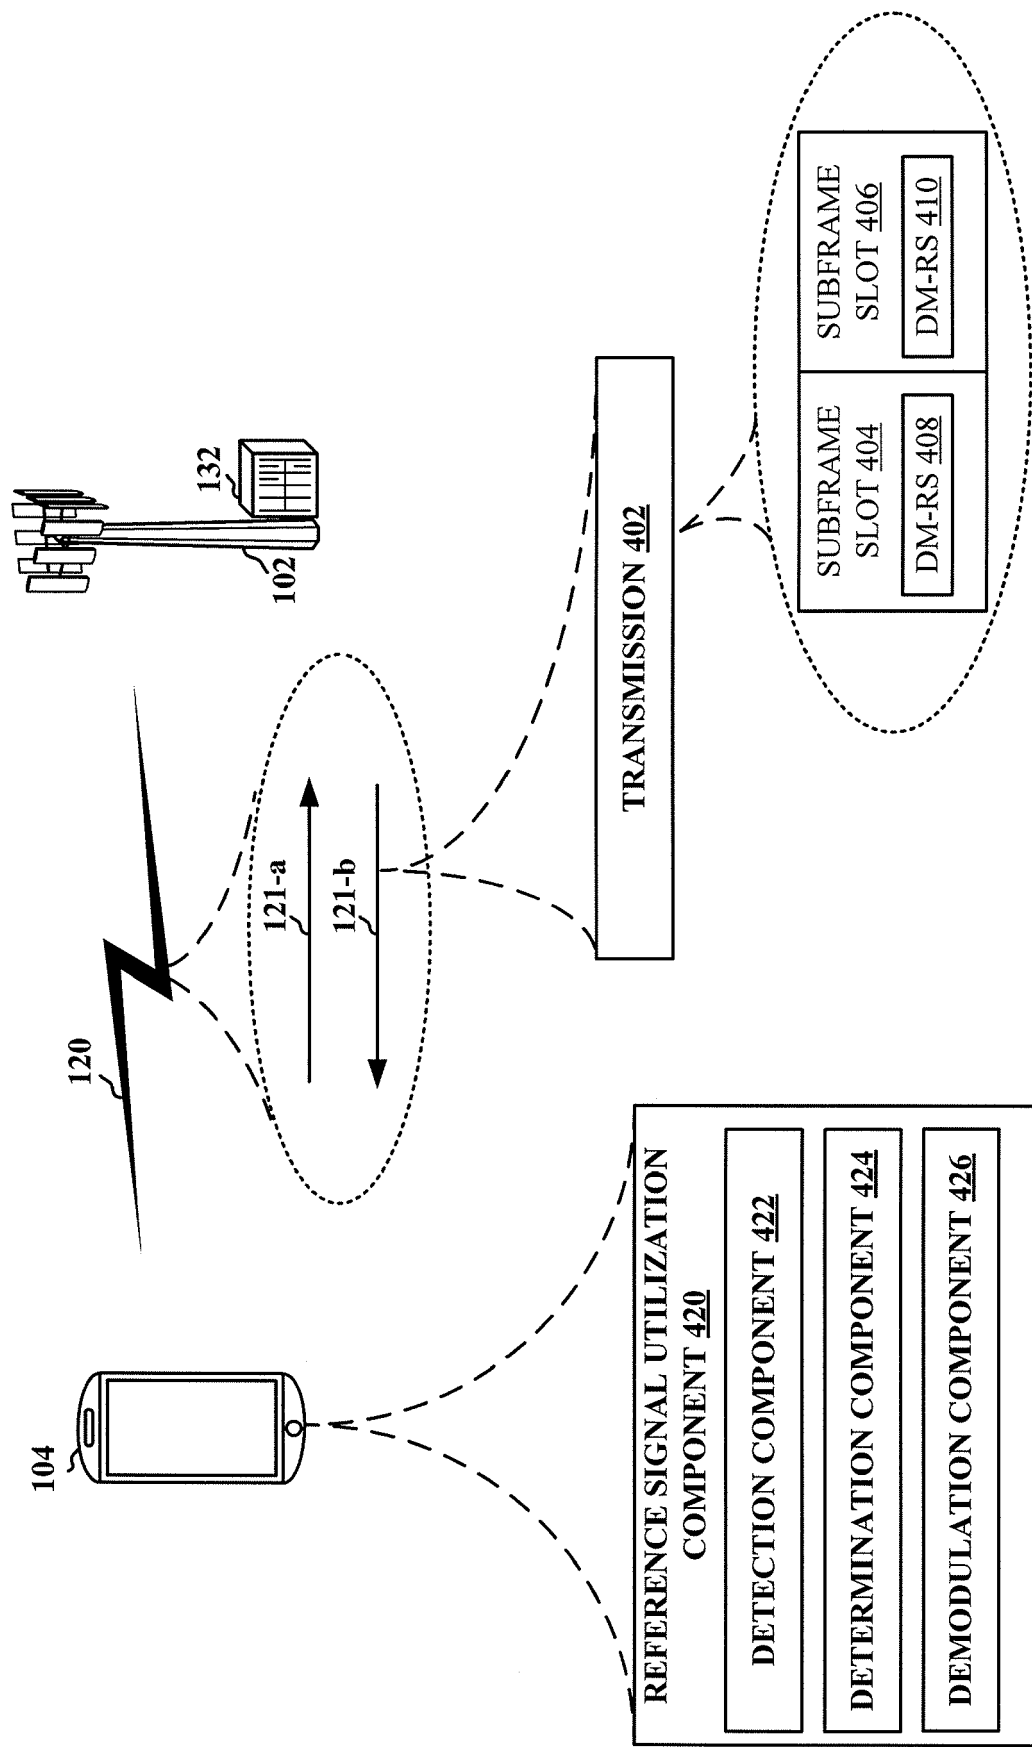 104
120
102
132
121-a
121-b
TRANSMISSION 402
REFERENCE SIGNAL UTILIZATION
COMPONENT 420
DETECTION COMPONENT 422
DETERMINATION COMPONENT 424
DEMODULATION COMPONENT 426
SUBFRAME
SLOT 404
DM-RS 408
SUBFRAME
SLOT 406
DM-RS 410